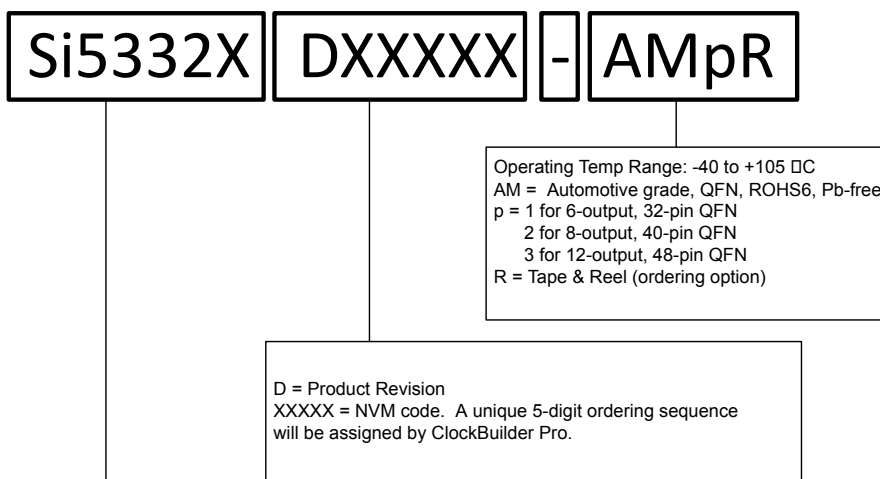 Si5332X DXXXXX - AMpR
Operating Temp Range: -40 to +105 □C
AM = Automotive grade, QFN, ROHS6, Pb-free
p = 1 for 6-output, 32-pin QFN
2 for 8-output, 40-pin QFN
3 for 12-output, 48-pin QFN
R = Tape & Reel (ordering option)
D = Product Revision
XXXXX = NVM code. A unique 5-digit ordering sequence
will be assigned by ClockBuilder Pro.